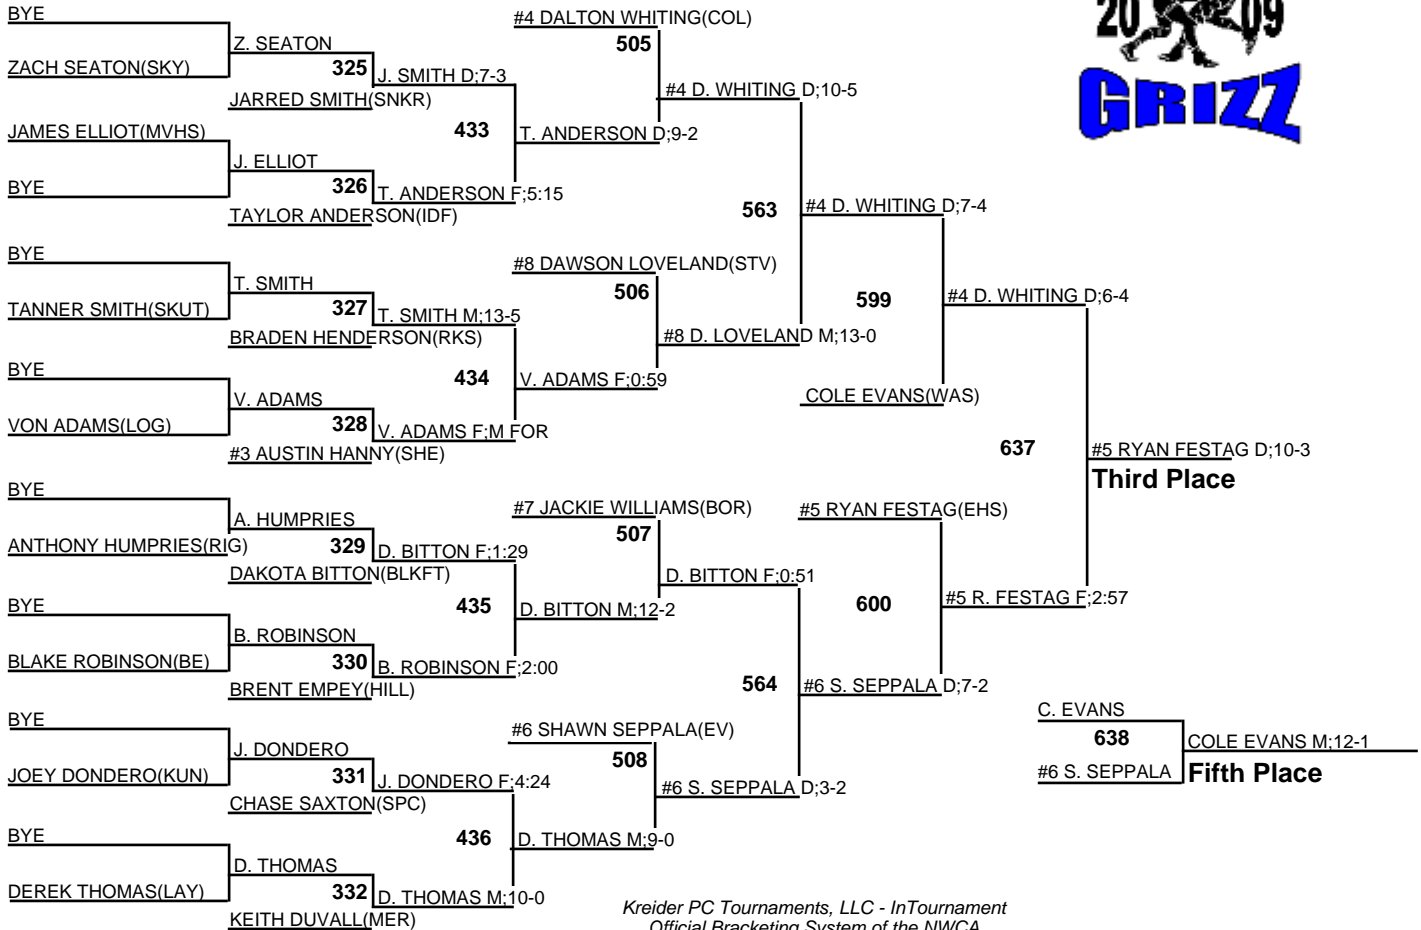 BYE
ZACH SEATON(SKY)
Z. SEATON
325
JARRED SMITH(SNKR)
J. SMITH D;7-3
JAMES ELLIOT(MVHS)
BYE
J. ELLIOT
326
TAYLOR ANDERSON(IDF)
T. ANDERSON F;5:15
433
T. ANDERSON D;9-2
#4 DALTON WHITING(COL)
505
#4 D. WHITING D;10-5
BYE
TANNER SMITH(SKUT)
T. SMITH
327
BRADEN HENDERSON(RKS)
T. SMITH M;13-5
BYE
VON ADAMS(LOG)
V. ADAMS
328
#3 AUSTIN HANNY(SHE)
V. ADAMS F;M FOR
434
V. ADAMS F;0:59
#8 DAWSON LOVELAND(STV)
506
#8 D. LOVELAND M;13-0
563
#4 D. WHITING D;7-4
COLE EVANS(WAS)
599
#4 D. WHITING D;6-4
BYE
ANTHONY HUMPRIES(RIG)
A. HUMPRIES
329
DAKOTA BITTON(BLKFT)
D. BITTON F;1:29
BYE
BLAKE ROBINSON(BE)
B. ROBINSON
330
BRENT EMPEY(HILL)
B. ROBINSON F;2:00
435
D. BITTON M;12-2
#7 JACKIE WILLIAMS(BOR)
507
D. BITTON F;0:51
BYE
JOEY DONDERO(KUN)
J. DONDERO
331
CHASE SAXTON(SPC)
J. DONDERO F;4:24
BYE
DEREK THOMAS(LAY)
D. THOMAS
332
KEITH DUVALL(MER)
D. THOMAS M;10-0
436
D. THOMAS M;9-0
#6 SHAWN SEPPALA(EV)
508
#6 S. SEPPALA D;3-2
564
#6 S. SEPPALA D;7-2
#5 RYAN FESTAG(EHS)
600
#5 R. FESTAG F;2:57
637
#5 RYAN FESTAG D;10-3
Third Place
C. EVANS
638
#6 S. SEPPALA
COLE EVANS M;12-1
Fifth Place
20 09
GRIZZ
Kreider PC Tournaments, LLC - InTournament
Official Bracketing System of the NWCA